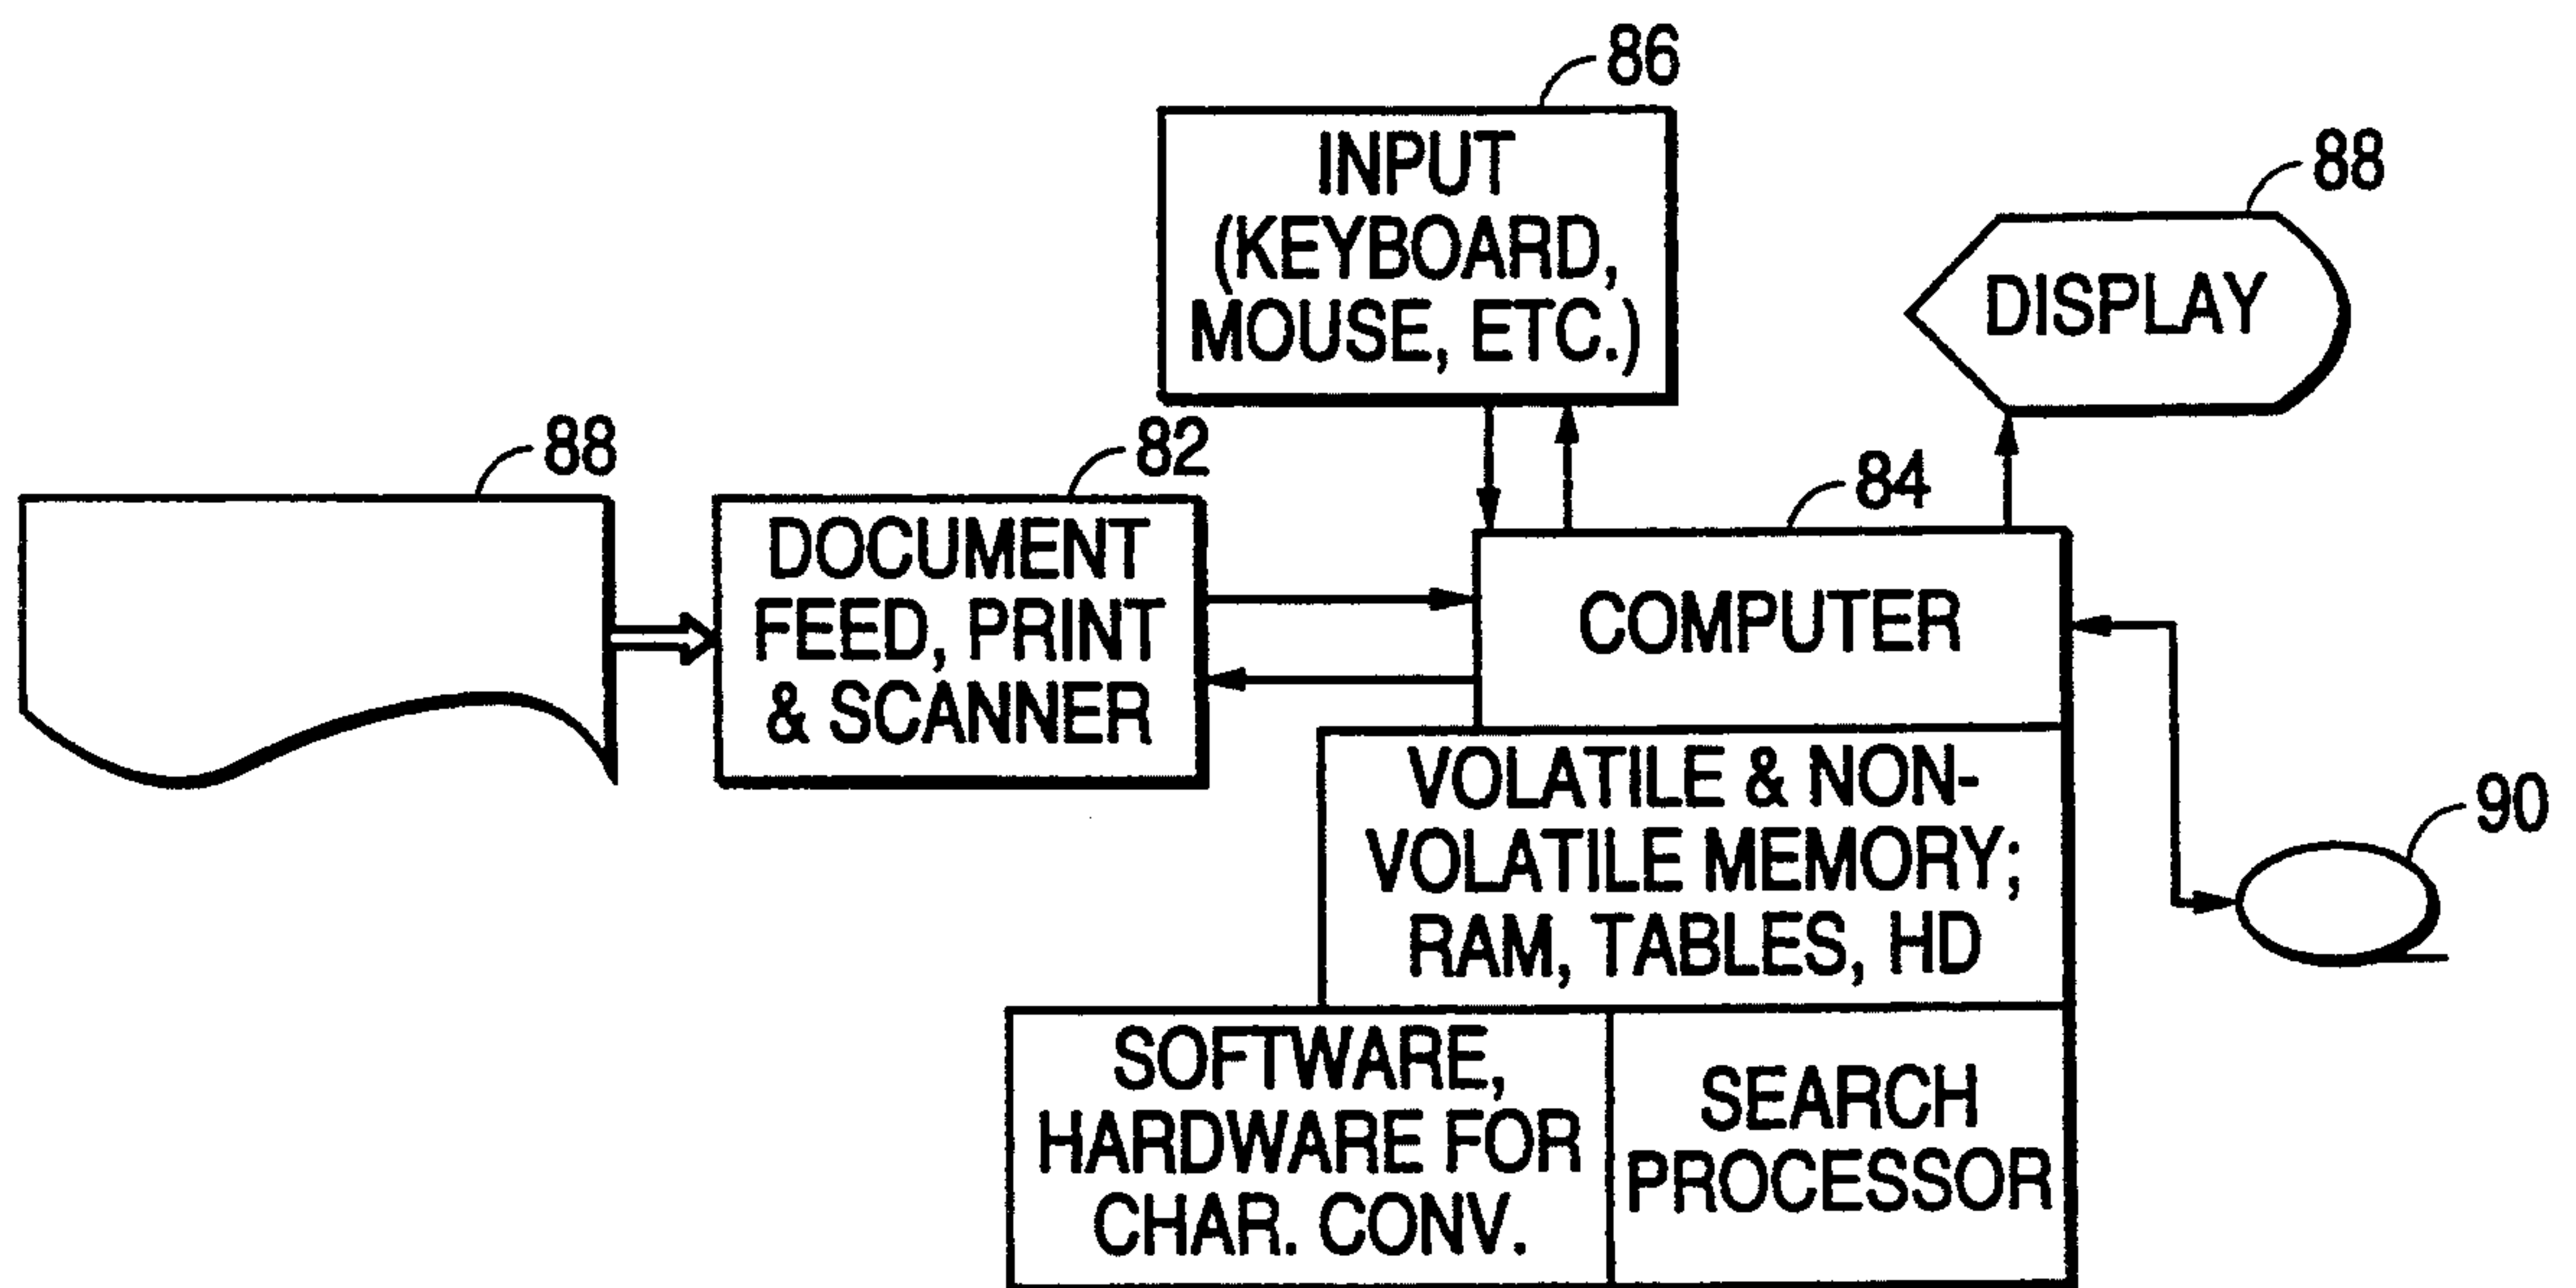 86
INPUT
(KEYBOARD,
MOUSE, ETC.)
88
DISPLAY
88
82
DOCUMENT
FEED, PRINT
& SCANNER
84
COMPUTER
VOLATILE & NON-
VOLATILE MEMORY;
RAM, TABLES, HD
90
SOFTWARE,
HARDWARE FOR
CHAR. CONV.
SEARCH
PROCESSOR